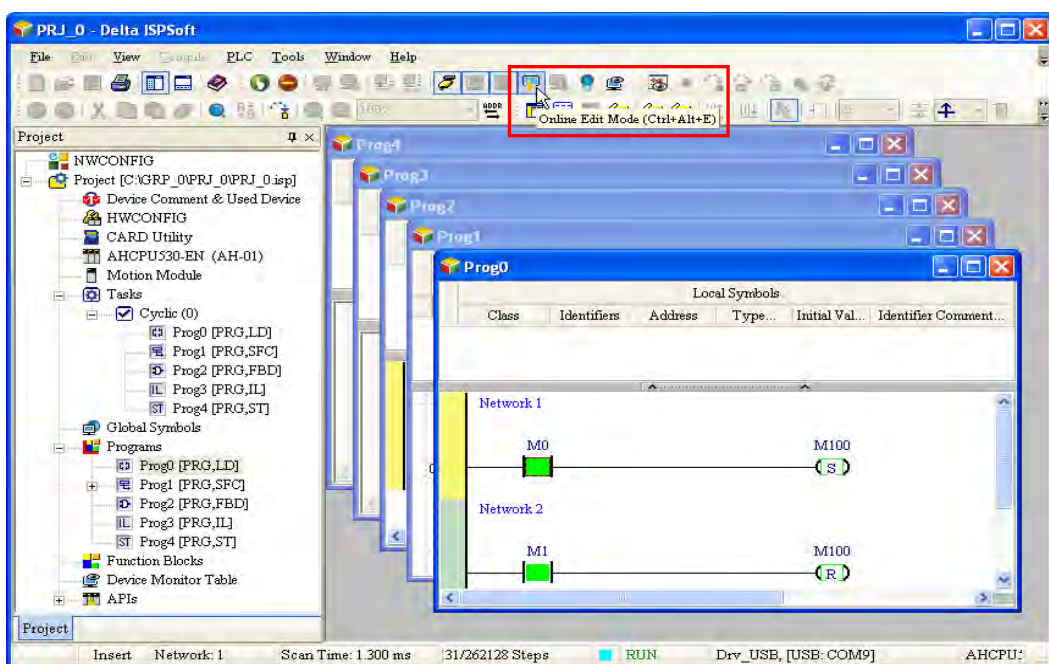 PRJ_0 - Delta ISPSoft
File Edit View Compile PLC Tools Window Help
100%
ADDR
Online Edit Mode (Ctrl+Alt+E)
Project
NWCONFIG
Project [C:\GRP_0\PRJ_0\PRJ_0.isp]
Device Comment & Used Device
HWCONFIG
CARD Utility
AHCPU530-EN (AH-01)
Motion Module
Tasks
Cyclic (0)
Prog0 [PRG,LD]
Prog1 [PRG,SFC]
Prog2 [PRG,FBD]
Prog3 [PRG,IL]
Prog4 [PRG,ST]
Global Symbols
Programs
Prog0 [PRG,LD]
Prog1 [PRG,SFC]
Prog2 [PRG,FBD]
Prog3 [PRG,IL]
Prog4 [PRG,ST]
Function Blocks
Device Monitor Table
APIs
Project
Prog4
Prog3
Prog2
Prog1
Prog0
Local Symbols
Class Identifiers Address Type... Initial Val... Identifier Comment...
Network 1
M0 M100
S
Network 2
M1 M100
R
Insert Network: 1 Scan Time: 1.300 ms 31/262128 Steps RUN Drv_USB, [USB: COM9] AHCPU: